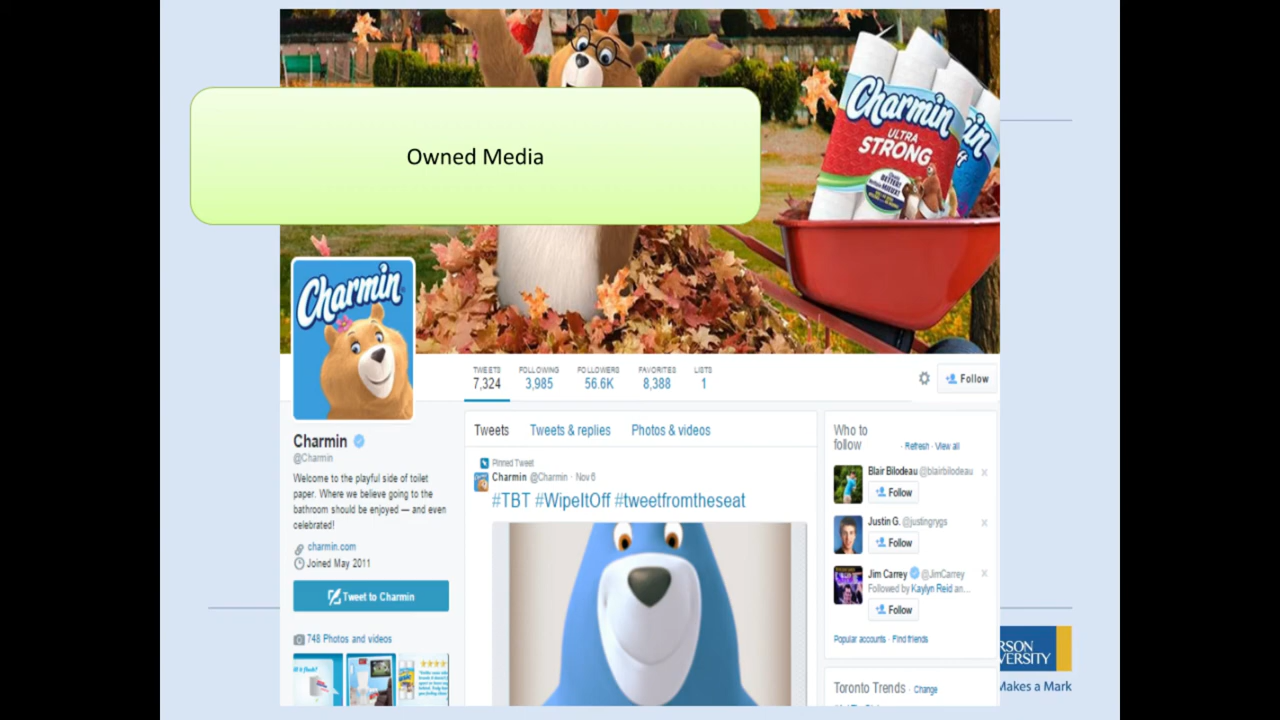 Owned Media
Charmin
ULTRA
STRONG
Charmin
TWEETS FOLLOWING FOLLOWERS FAVORITES LISTS
7,324 3,985 56.6K 8,388 1
Follow
Charmin
@Charmin
Welcome to the playful side of toilet
paper. Where we believe going to the
bathroom should be enjoyed — and even
celebrated!
charmin.com
Joined May 2011
Tweet to Charmin
748 Photos and videos
Tweets Tweets & replies Photos & videos
Pinned Tweet
Charmin @Charmin · Nov 6
#TBT #WipeItOff #tweetfromtheseat
Who to
follow · Refresh · View all
Blair Bilodeau @blairbilodeau
Follow
Justin G. @justingrygs
Follow
Jim Carrey @JimCarrey
Followed by Kaylyn Reid an...
Follow
Popular accounts · Find friends
Toronto Trends · Change
RSON
VERSITY
Makes a Mark